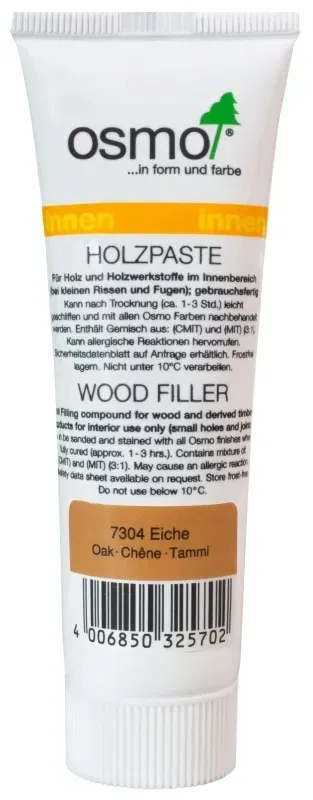 osmo®
...in form und farbe
innen innen
HOLZPASTE
Für Holz und Holzwerkstoffe im Innenbereich
(bei kleinen Rissen und Fugen); gebrauchsfertig
Kann nach Trocknung (ca. 1-3 Std.) leicht
geschliffen und mit allen Osmo Farben nachbehandelt
werden. Enthält Gemisch aus: (CMIT) und (MIT) (3:1).
Kann allergische Reaktionen hervorrufen.
Sicherheitsdatenblatt auf Anfrage erhältlich. Frostfrei
lagern. Nicht unter 10°C verarbeiten.
WOOD FILLER
Filling compound for wood and derived timber
products for interior use only (small holes and joints
be sanded and stained with all Osmo finishes when
fully cured (approx. 1 - 3 hrs.). Contains mixture of:
(CMIT) and (MIT) (3:1). May cause an allergic reaction.
safety data sheet available on request. Store frost-free.
Do not use below 10°C.
7304 Eiche
Oak · Chêne · Tammi
4 006850 325702